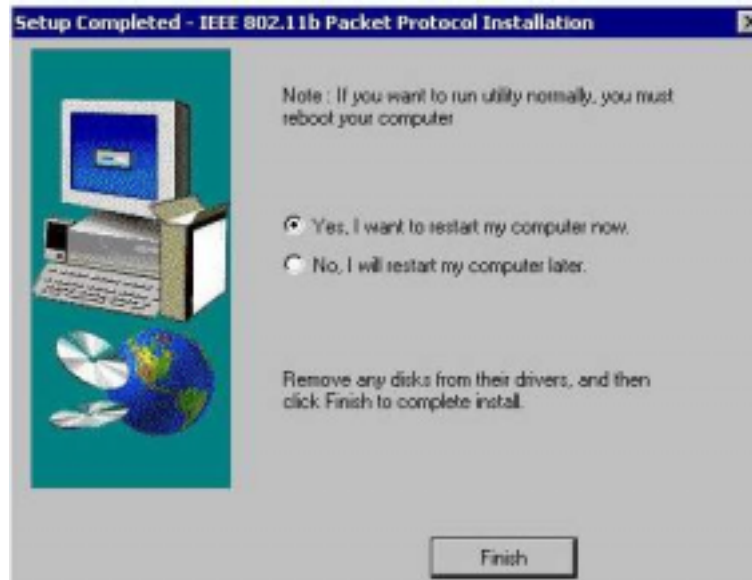 Setup Completed - IEEE 802.11b Packet Protocol Installation
Note : If you want to run utility normally, you must
reboot your computer
Yes, I want to restart my computer now.
No, I will restart my computer later.
Remove any disks from their drivers, and then
click Finish to complete install.
Finish